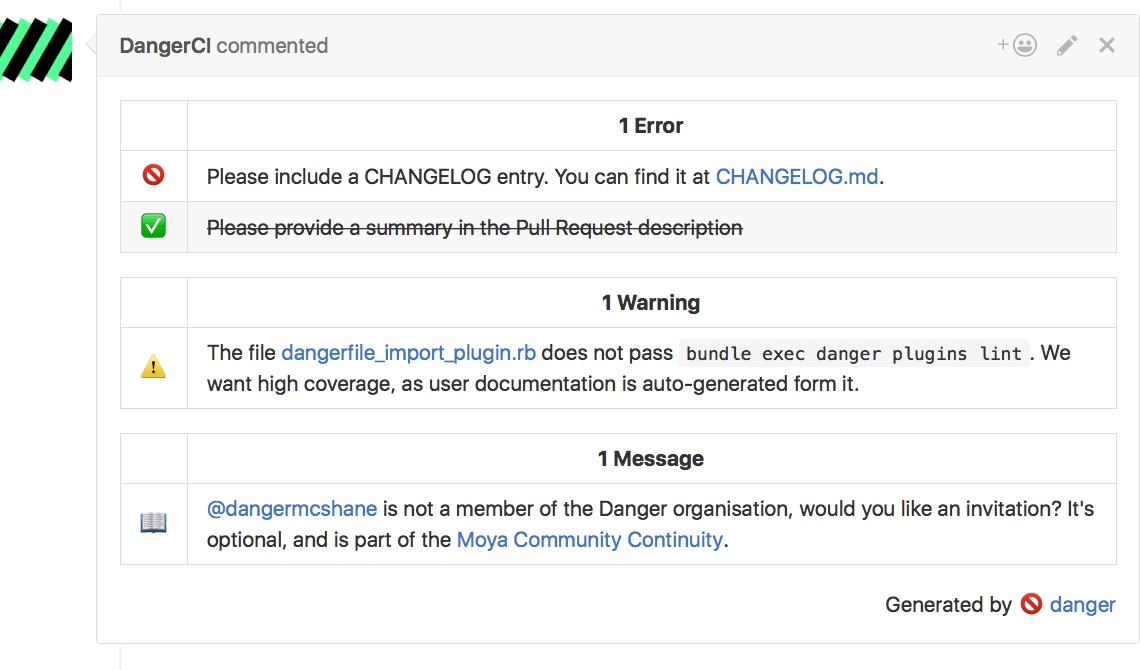 DangerCI commented
1 Error
Please include a CHANGELOG entry. You can find it at CHANGELOG.md.
Please provide a summary in the Pull Request description
1 Warning
The file dangerfile_import_plugin.rb does not pass bundle exec danger plugins lint. We
want high coverage, as user documentation is auto-generated form it.
1 Message
@dangermcshane is not a member of the Danger organisation, would you like an invitation? It's
optional, and is part of the Moya Community Continuity.
Generated by 🚫 danger